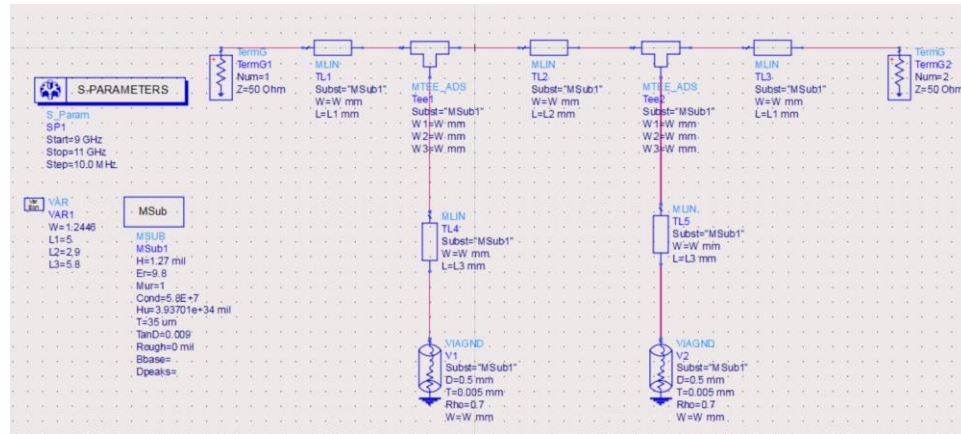 TermG
TermG1
Num=1
Z=50 Ohm
MLIN
TL1
Subst="MSub1"
W=W mm
L=L1 mm
MTEE_ADS
Tee1
Subst="MSub1"
W1=W mm
W2=W mm
W3=W mm
MLIN
TL2
Subst="MSub1"
W=W mm
L=L2 mm
MTEE_ADS
Tee2
Subst="MSub1"
W1=W mm
W2=W mm
W3=W mm
MLIN
TL3
Subst="MSub1"
W=W mm
L=L1 mm
TermG
TermG2
Num=2
Z=50 Ohm
S-PARAMETERS
S_Param
SP1
Start=9 GHz
Stop=11 GHz
Step=10.0 MHz
VAR
VAR1
W=1.2446
L1=5
L2=2.9
L3=5.8
MSub
MSUB
MSub1
H=1.27 mil
Er=9.8
Mur=1
Cond=5.8E+7
Hu=3.93701e+34 mil
T=35 um
TanD=0.009
Rough=0 mil
Bbase=
Dpeaks=
MLIN
TL4
Subst="MSub1"
W=W mm
L=L3 mm
MLIN
TL5
Subst="MSub1"
W=W mm
L=L3 mm
VIAGND
V1
Subst="MSub1"
D=0.5 mm
T=0.005 mm
Rho=0.7
W=W mm
VIAGND
V2
Subst="MSub1"
D=0.5 mm
T=0.005 mm
Rho=0.7
W=W mm